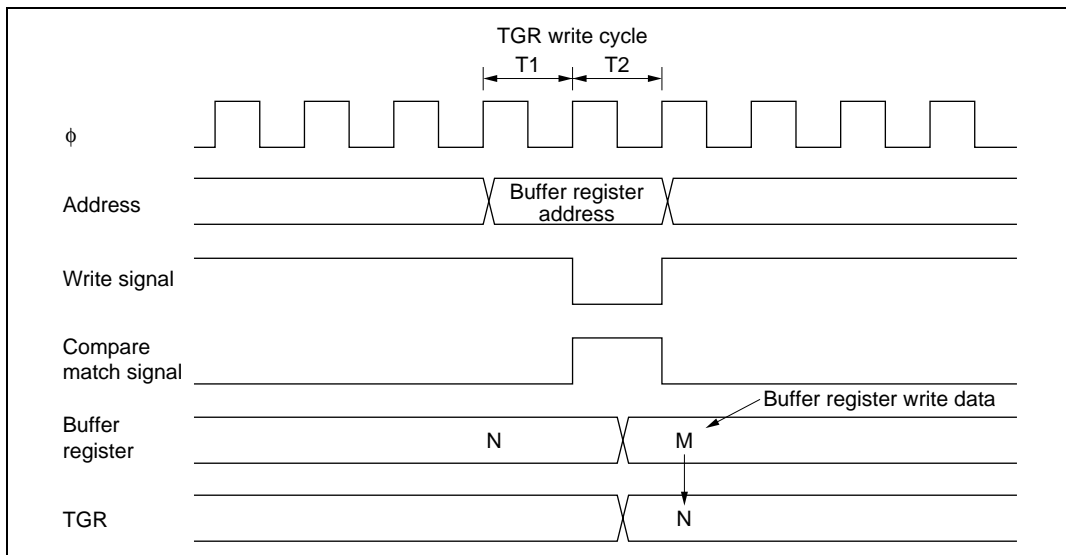 TGR write cycle
T1 T2
ϕ
Address
Buffer register
address
Write signal
Compare
match signal
Buffer register write data
Buffer
register
N M
TGR
N